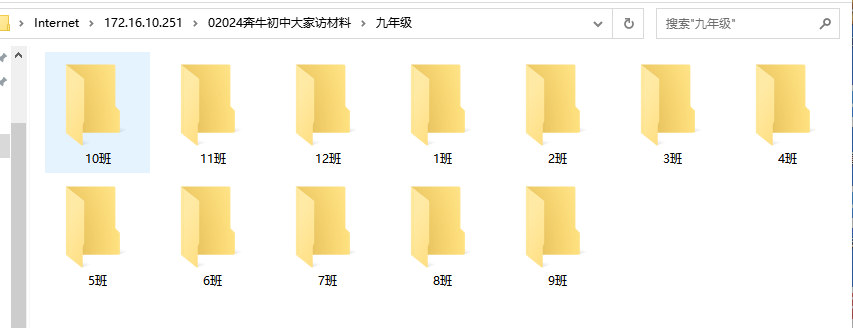 Internet > 172.16.10.251 > 02024奔牛初中大家访材料 > 九年级
搜索"九年级"
10班 11班 12班 1班 2班 3班 4班
5班 6班 7班 8班 9班